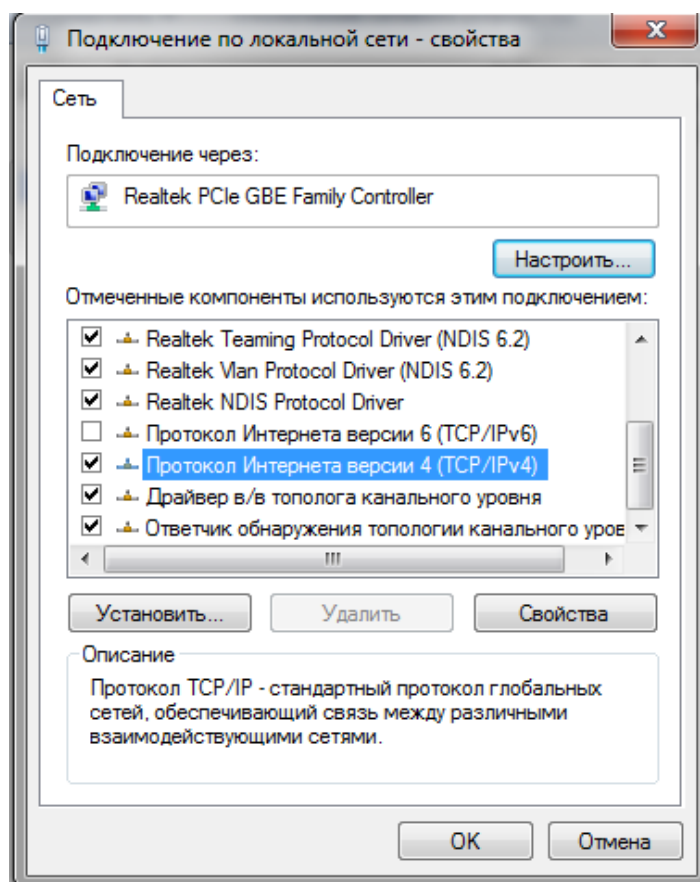 Подключение по локальной сети - свойства
Сеть
Подключение через:
Realtek PCIe GBE Family Controller
Настроить...
Отмеченные компоненты используются этим подключением:
Realtek Teaming Protocol Driver (NDIS 6.2)
Realtek Vlan Protocol Driver (NDIS 6.2)
Realtek NDIS Protocol Driver
Протокол Интернета версии 6 (TCP/IPv6)
Протокол Интернета версии 4 (TCP/IPv4)
Драйвер в/в тополога канального уровня
Ответчик обнаружения топологии канального уров
Установить...
Удалить
Свойства
Описание
Протокол TCP/IP - стандартный протокол глобальных
сетей, обеспечивающий связь между различными
взаимодействующими сетями.
OK
Отмена